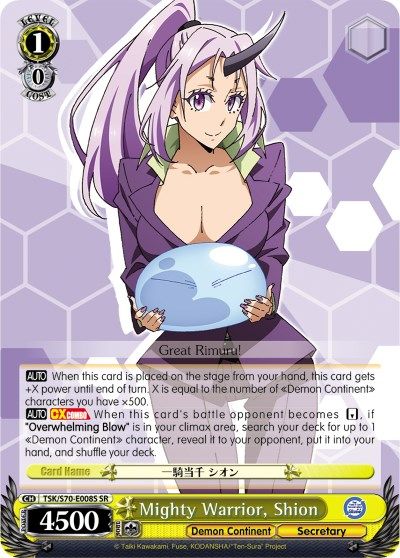 LEVEL
1
0
COST
Great Rimuru!
AUTO When this card is placed on the stage from your hand, this card gets
+X power until end of turn. X is equal to the number of «Demon Continent»
characters you have ×500.
AUTO CX COMBO When this card's battle opponent becomes , if
"Overwhelming Blow" is in your climax area, search your deck for up to 1
«Demon Continent» character, reveal it to your opponent, put it into your
hand, and shuffle your deck.
Card Name 一騎当千 シオン
CH TSK/S70-E008S SR
POWER 4500 Mighty Warrior, Shion
Demon Continent Secretary
© Taiki Kawakami, Fuse, KODANSHA/"Ten-Sura" Project